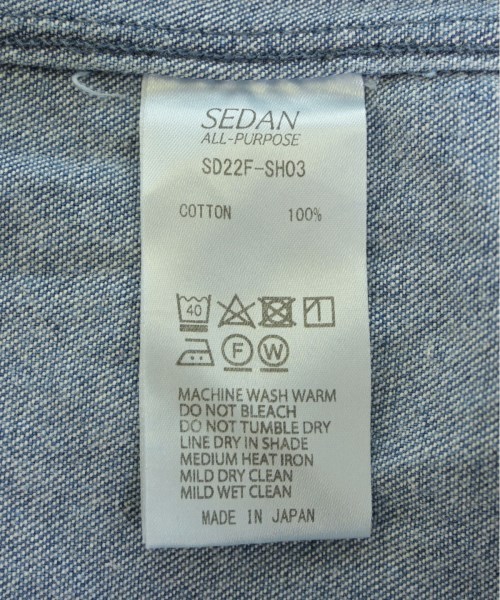 SEDAN
ALL-PURPOSE
SD22F-SH03
COTTON 100%
40
F W
MACHINE WASH WARM
DO NOT BLEACH
DO NOT TUMBLE DRY
LINE DRY IN SHADE
MEDIUM HEAT IRON
MILD DRY CLEAN
MILD WET CLEAN
MADE IN JAPAN